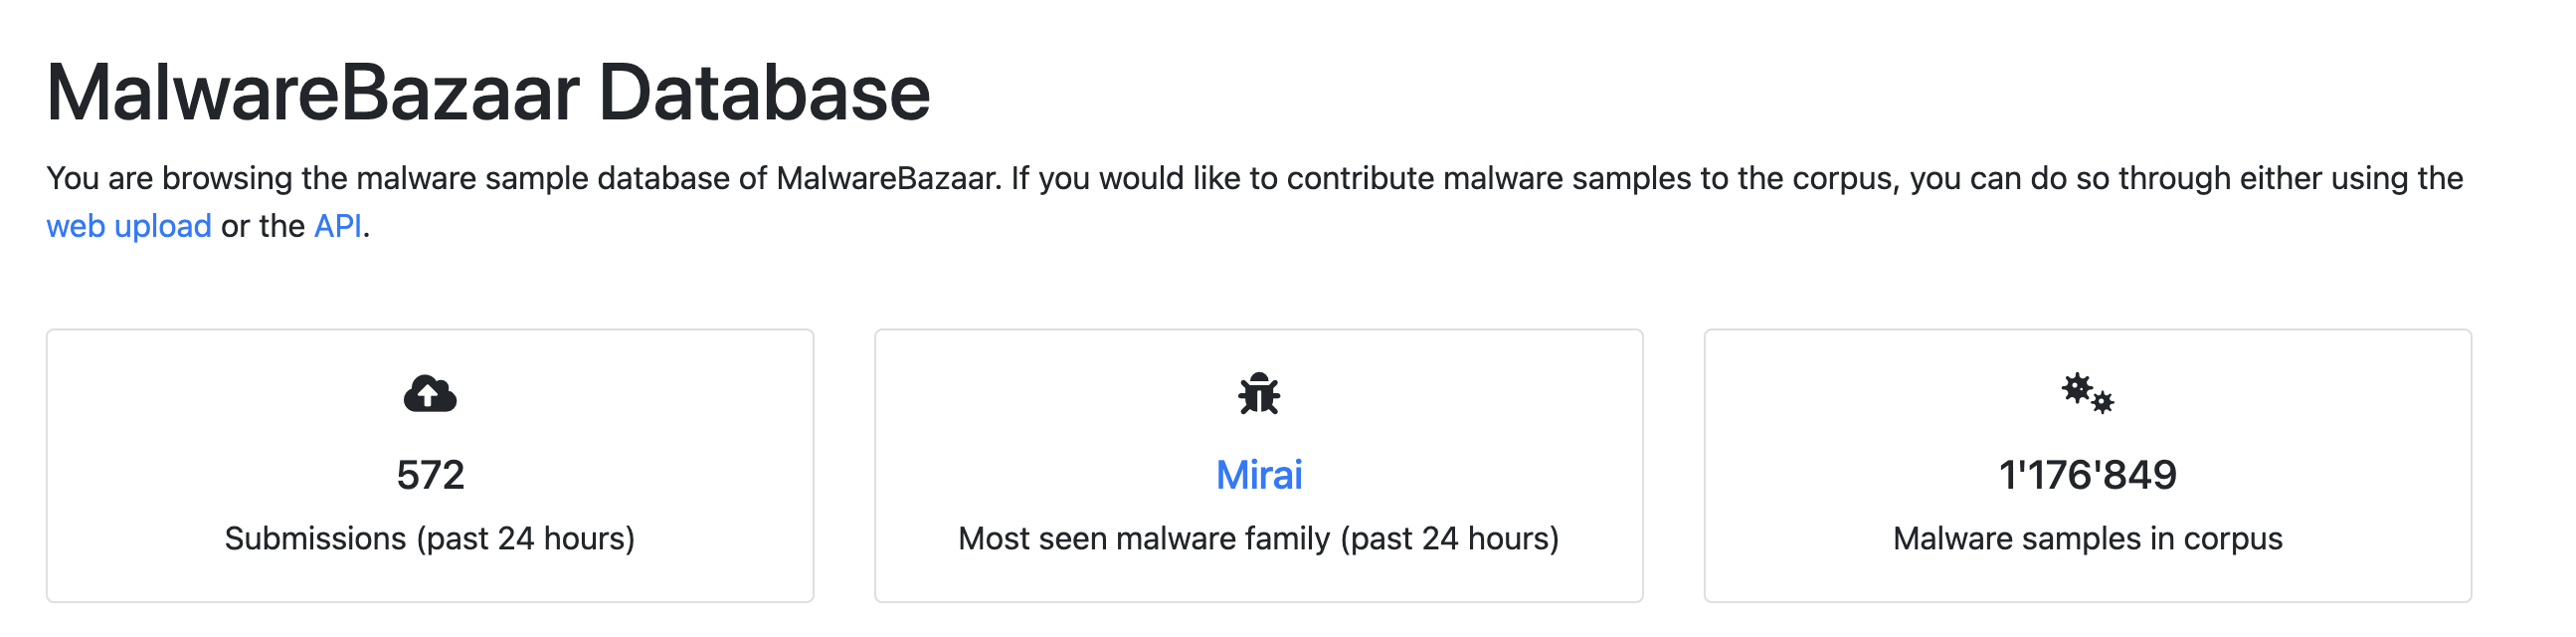 MalwareBazaar Database
You are browsing the malware sample database of MalwareBazaar. If you would like to contribute malware samples to the corpus, you can do so through either using the
web upload or the API.
572
Submissions (past 24 hours)
Mirai
Most seen malware family (past 24 hours)
1'176'849
Malware samples in corpus